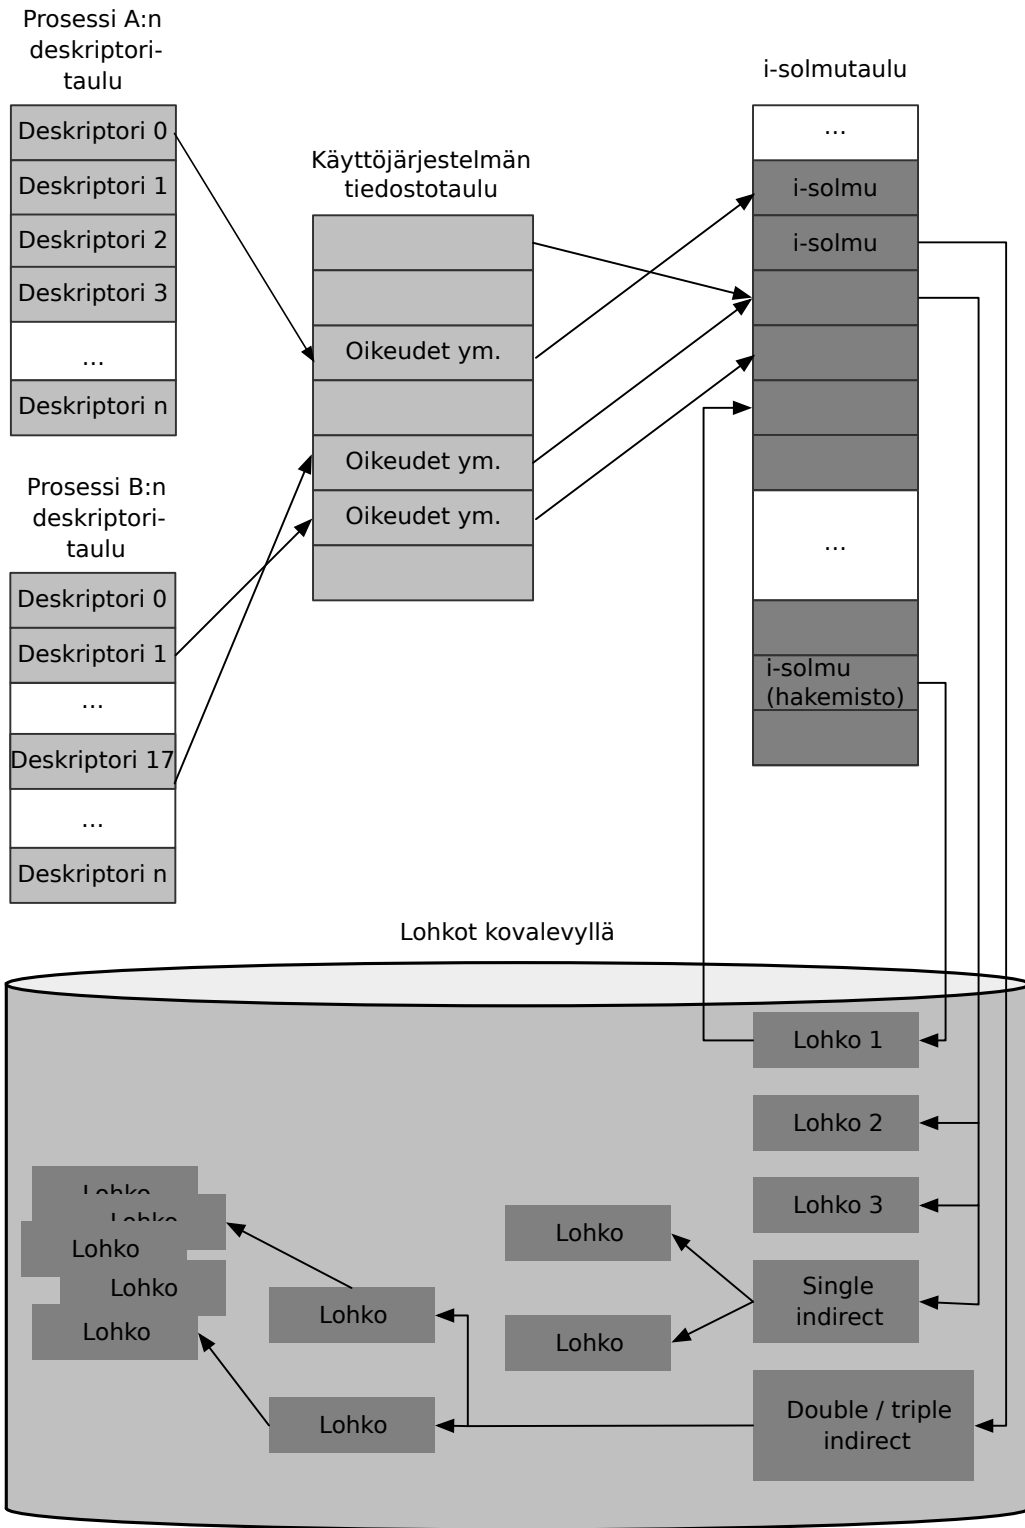 Prosessi A:n
deskriptori-
taulu
Deskriptori 0
Deskriptori 1
Deskriptori 2
Deskriptori 3
...
Deskriptori n
Prosessi B:n
deskriptori-
taulu
Deskriptori 0
Deskriptori 1
...
Deskriptori 17
...
Deskriptori n
Käyttöjärjestelmän
tiedostotaulu
Oikeudet ym.
Oikeudet ym.
Oikeudet ym.
i-solmutaulu
...
i-solmu
i-solmu
...
i-solmu
(hakemisto)
Lohkot kovalevyllä
Lohko 1
Lohko 2
Lohko 3
Single
indirect
Double / triple
indirect
Lohko
Lohko
Lohko
Lohko
Lohko
Lohko
Lohko
Lohko
Lohko